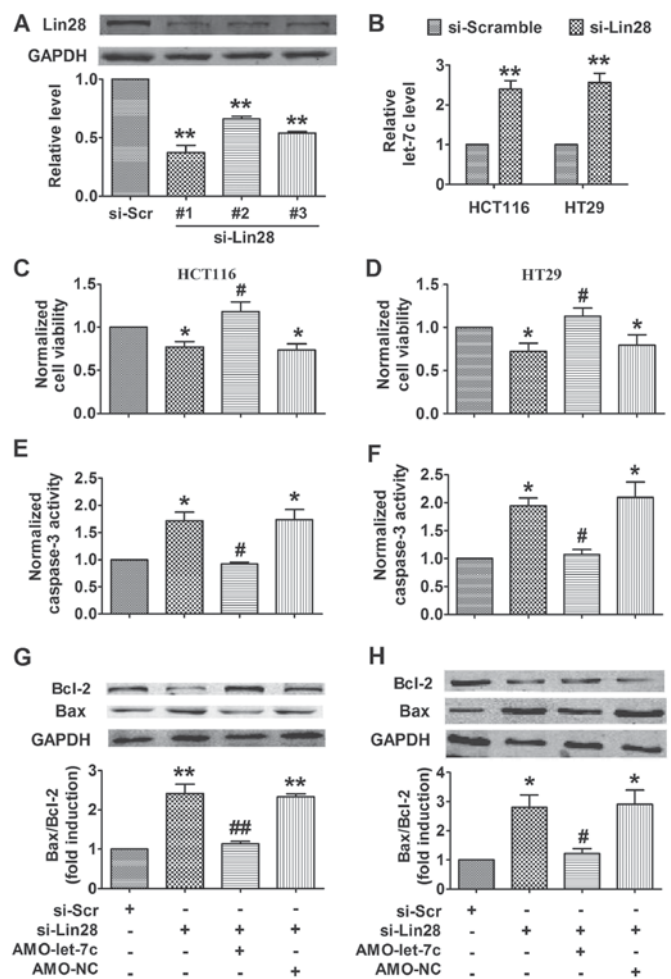 A
Lin28
GAPDH
Relative level
1.0
0.5
0.0
**
**
**
si-Scr
#1
#2
#3
si-Lin28
B
si-Scramble
si-Lin28
Relative
let-7c level
3
2
1
0
**
**
HCT116
HT29
C
HCT116
Normalized
cell viability
1.5
1.0
0.5
0.0
*
#
*
D
HT29
Normalized
cell viability
1.5
1.0
0.5
0.0
*
#
*
E
Normalized
caspase-3 activity
2.5
2.0
1.5
1.0
0.5
0.0
*
#
*
F
Normalized
caspase-3 activity
2.5
2.0
1.5
1.0
0.5
0.0
*
#
*
G
Bcl-2
Bax
GAPDH
Bax/Bcl-2
(fold induction)
3
2
1
0
**
##
**
H
Bcl-2
Bax
GAPDH
Bax/Bcl-2
(fold induction)
4
3
2
1
0
*
#
*
si-Scr + - - -
si-Lin28 - + + +
AMO-let-7c - - + -
AMO-NC - - - +
si-Scr + - - -
si-Lin28 - + + +
AMO-let-7c - - + -
AMO-NC - - - +